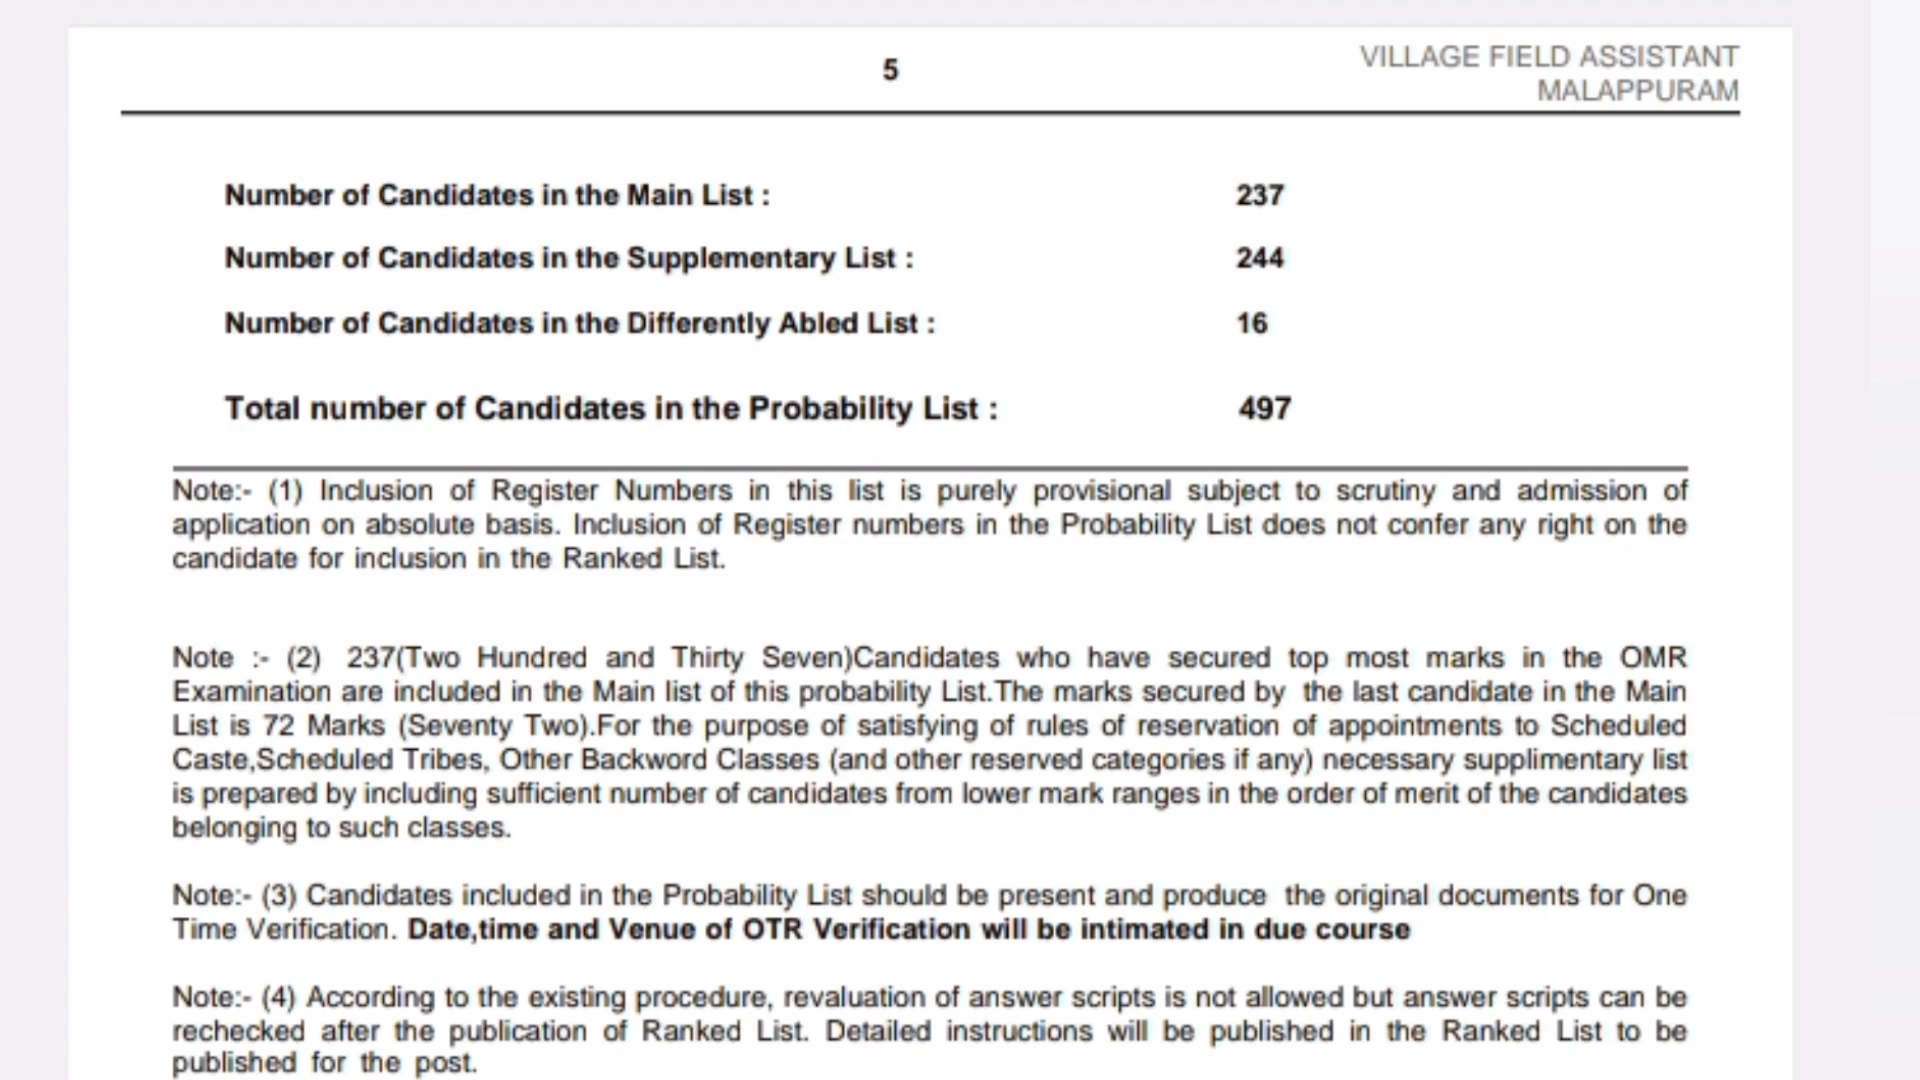 5
VILLAGE FIELD ASSISTANT
MALAPPURAM
Number of Candidates in the Main List : 237
Number of Candidates in the Supplementary List : 244
Number of Candidates in the Differently Abled List : 16
Total number of Candidates in the Probability List : 497
Note:- (1) Inclusion of Register Numbers in this list is purely provisional subject to scrutiny and admission of
application on absolute basis. Inclusion of Register numbers in the Probability List does not confer any right on the
candidate for inclusion in the Ranked List.
Note :- (2) 237(Two Hundred and Thirty Seven)Candidates who have secured top most marks in the OMR
Examination are included in the Main list of this probability List.The marks secured by the last candidate in the Main
List is 72 Marks (Seventy Two).For the purpose of satisfying of rules of reservation of appointments to Scheduled
Caste,Scheduled Tribes, Other Backword Classes (and other reserved categories if any) necessary supplimentary list
is prepared by including sufficient number of candidates from lower mark ranges in the order of merit of the candidates
belonging to such classes.
Note:- (3) Candidates included in the Probability List should be present and produce the original documents for One
Time Verification. Date,time and Venue of OTR Verification will be intimated in due course
Note:- (4) According to the existing procedure, revaluation of answer scripts is not allowed but answer scripts can be
rechecked after the publication of Ranked List. Detailed instructions will be published in the Ranked List to be
published for the post.